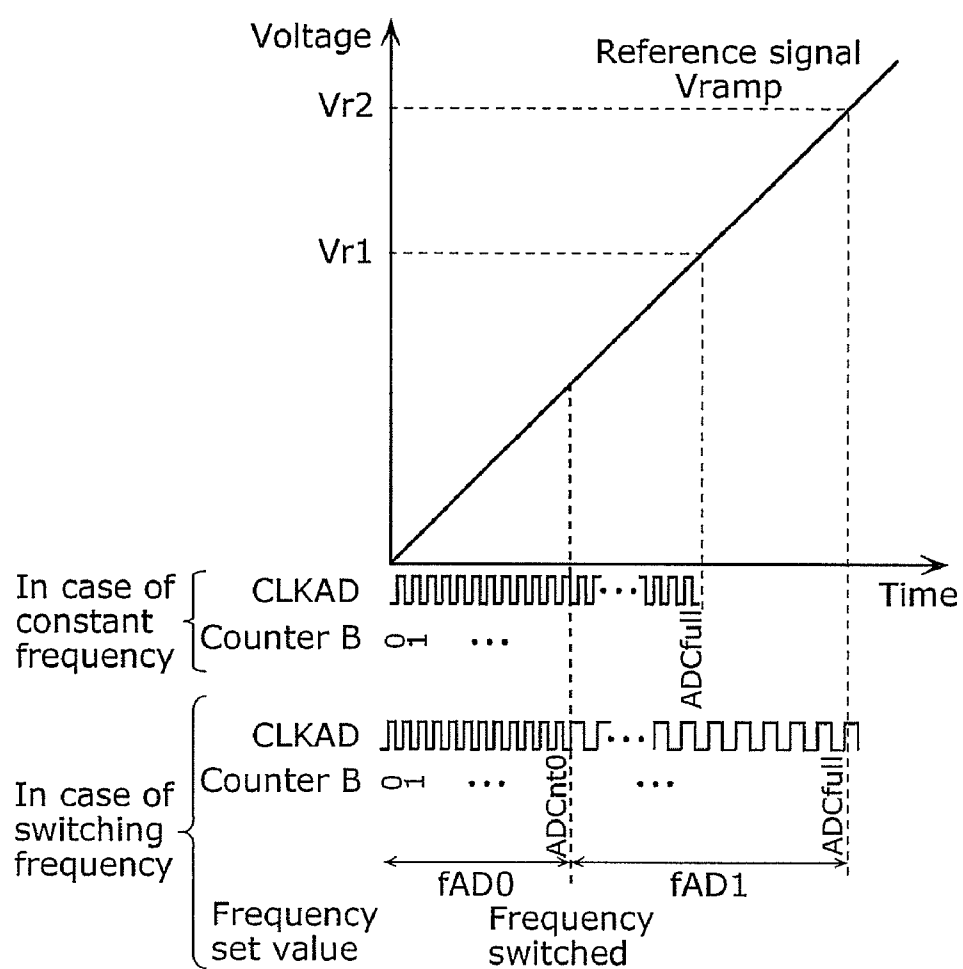 Voltage
Reference signal
Vramp
Vr2
Vr1
Time
In case of
constant
frequency
CLKAD
Counter B
0
1
...
...
ADCfull
In case of
switching
frequency
CLKAD
...
Counter B
0
1
...
ADCnt0
...
ADCfull
fAD0
fAD1
Frequency
set value
Frequency
switched